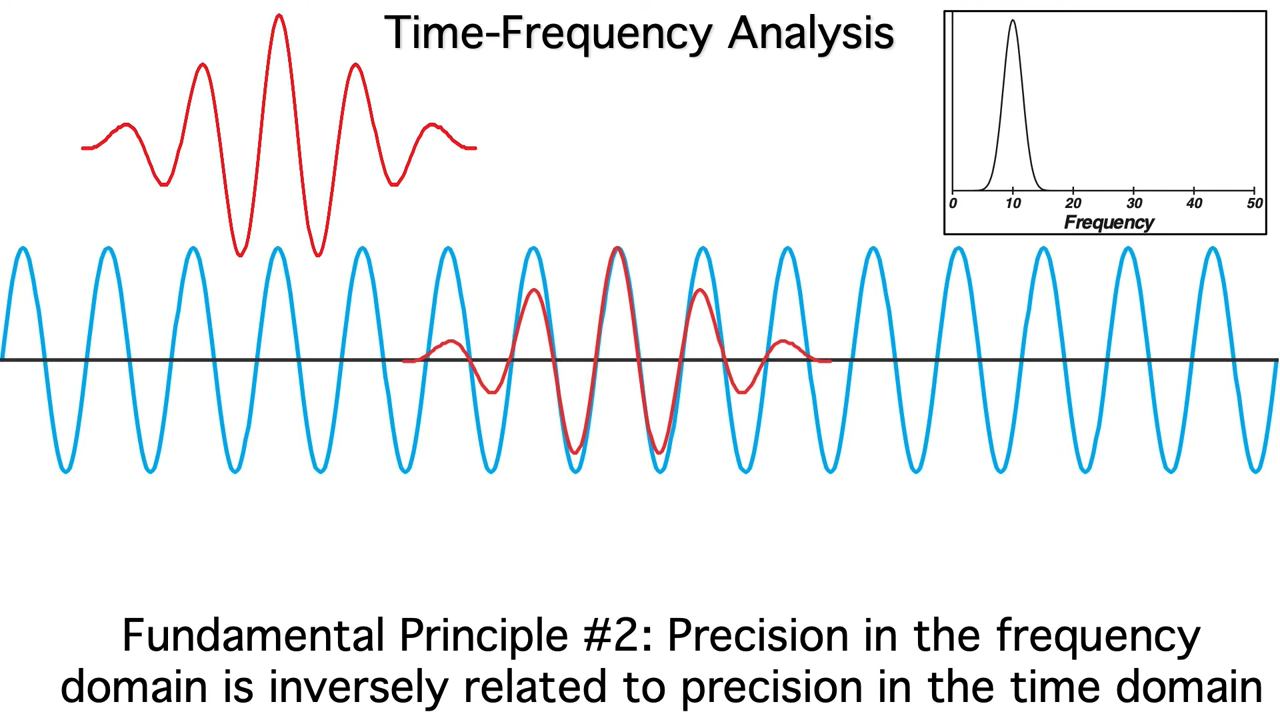 Time-Frequency Analysis
0 10 20 30 40 50
Frequency
Fundamental Principle #2: Precision in the frequency
domain is inversely related to precision in the time domain